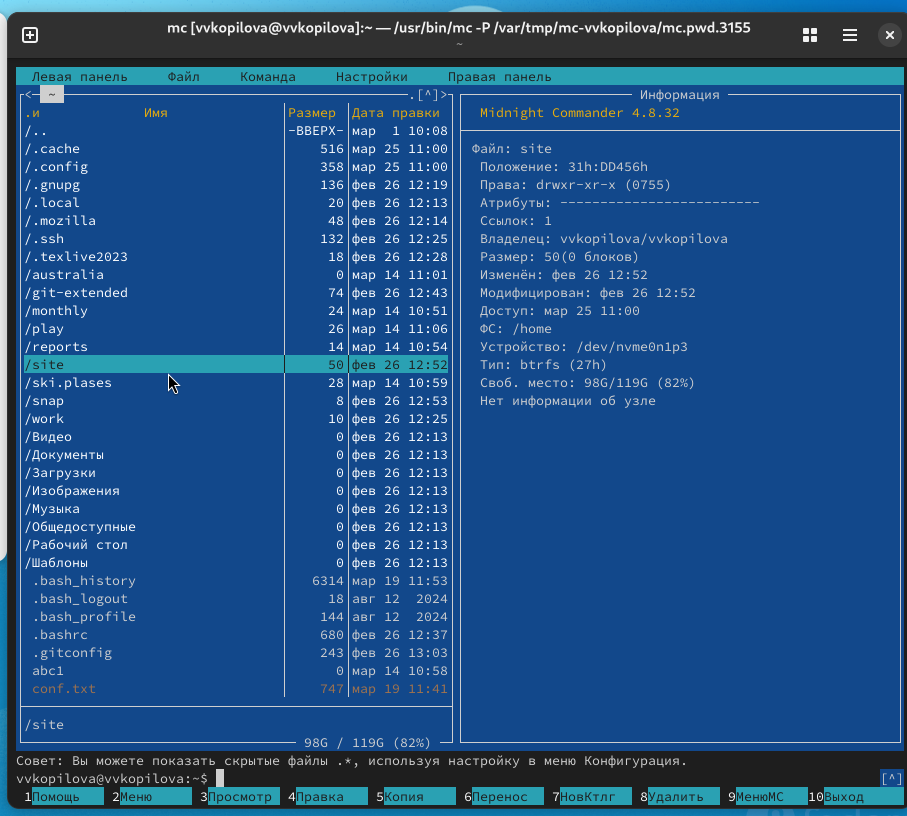 mc [vvkopilova@vvkopilova]:~ — /usr/bin/mc -P /var/tmp/mc-vvkopilova/mc.pwd.3155
~
Левая панель Файл Команда Настройки Правая панель
<─ ~ .[^]>
.и Имя Размер Дата правки
/.. -ВВЕРХ- мар 1 10:08
/.cache 516 мар 25 11:00
/.config 358 мар 25 11:00
/.gnupg 136 фев 26 12:19
/.local 20 фев 26 12:13
/.mozilla 48 фев 26 12:14
/.ssh 132 фев 26 12:25
/.texlive2023 18 фев 26 12:28
/australia 0 мар 14 11:01
/git-extended 74 фев 26 12:43
/monthly 24 мар 14 10:51
/play 26 мар 14 11:06
/reports 14 мар 14 10:54
/site 50 фев 26 12:52
/ski.plases 28 мар 14 10:59
/snap 8 фев 26 12:53
/work 10 фев 26 12:25
/Видео 0 фев 26 12:13
/Документы 0 фев 26 12:13
/Загрузки 0 фев 26 12:13
/Изображения 0 фев 26 12:13
/Музыка 0 фев 26 12:13
/Общедоступные 0 фев 26 12:13
/Рабочий стол 0 фев 26 12:13
/Шаблоны 0 фев 26 12:13
.bash_history 6314 мар 19 11:53
.bash_logout 18 авг 12 2024
.bash_profile 144 авг 12 2024
.bashrc 680 фев 26 12:37
.gitconfig 243 фев 26 13:03
abc1 0 мар 14 10:58
conf.txt 747 мар 19 11:41
/site
98G / 119G (82%)
Информация
Midnight Commander 4.8.32
Файл: site
Положение: 31h:DD456h
Права: drwxr-xr-x (0755)
Атрибуты: -------------------------
Ссылок: 1
Владелец: vvkopilova/vvkopilova
Размер: 50(0 блоков)
Изменён: фев 26 12:52
Модифицирован: фев 26 12:52
Доступ: мар 25 11:00
ФС: /home
Устройство: /dev/nvme0n1p3
Тип: btrfs (27h)
Своб. место: 98G/119G (82%)
Нет информации об узле
Совет: Вы можете показать скрытые файлы .*, используя настройку в меню Конфигурация.
vvkopilova@vvkopilova:~$ [^]
1Помощь 2Меню 3Просмотр 4Правка 5Копия 6Перенос 7НовКтлг 8Удалить 9МенюМС 10Выход